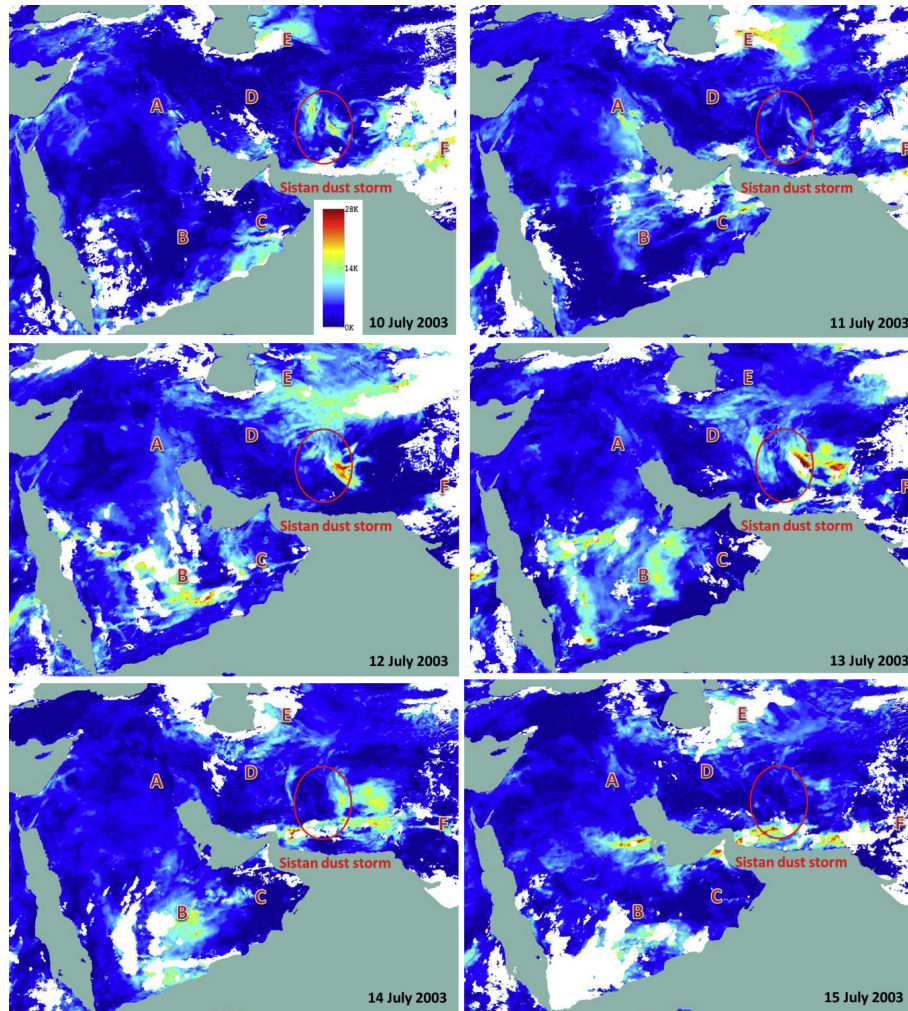 E
A
D
F
Sistan dust storm
B
C
28K
14K
0K
10 July 2003
E
A
D
F
Sistan dust storm
B
C
11 July 2003
E
A
D
F
Sistan dust storm
B
C
12 July 2003
E
A
D
F
Sistan dust storm
B
C
13 July 2003
E
A
D
F
Sistan dust storm
B
C
14 July 2003
E
A
D
F
Sistan dust storm
B
C
15 July 2003